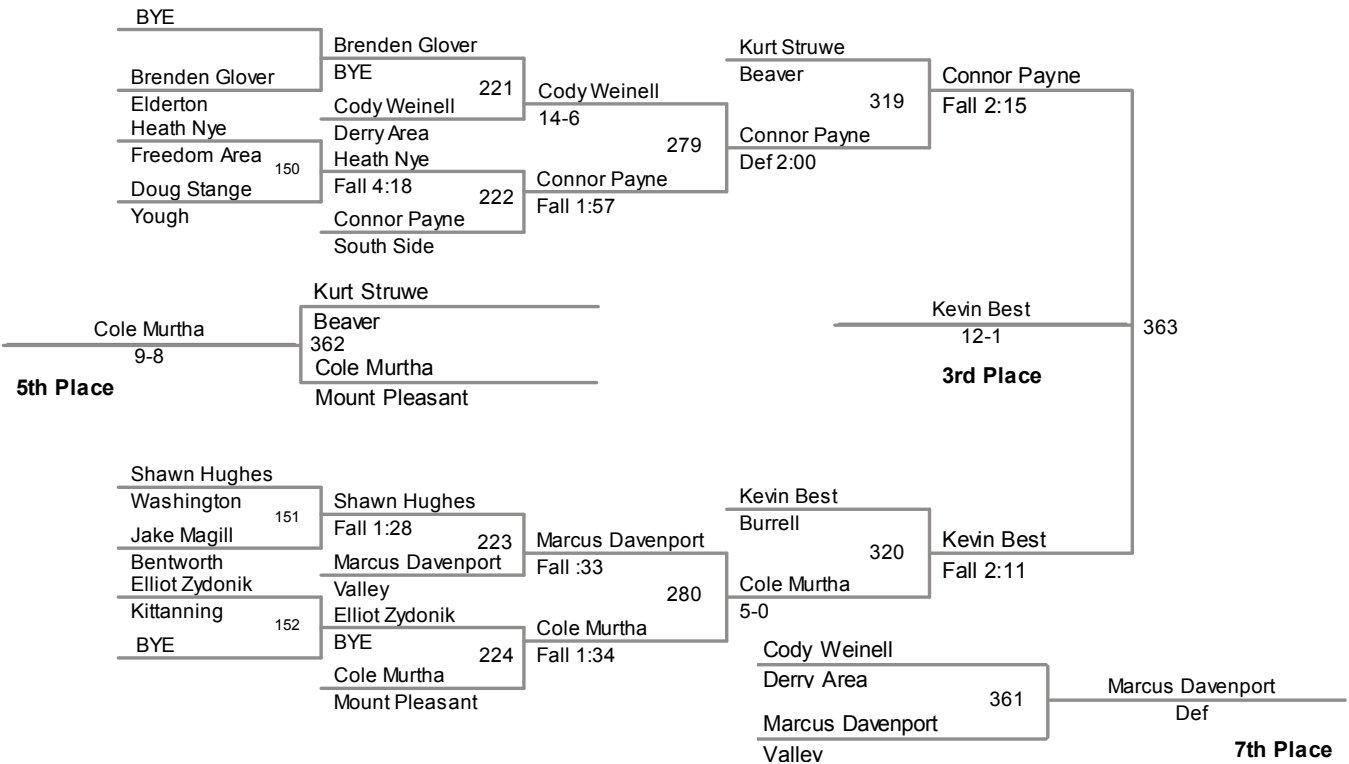 BYE
Brenden Glover
Elderton
Heath Nye
Freedom Area
150
Doug Stange
Yough
Brenden Glover
BYE
221
Cody Weinell
Derry Area
Heath Nye
Fall 4:18
222
Connor Payne
South Side
Cody Weinell
14-6
279
Connor Payne
Fall 1:57
Kurt Struwe
Beaver
319
Connor Payne
Def 2:00
Connor Payne
Fall 2:15
Kurt Struwe
Beaver
362
Cole Murtha
Mount Pleasant
Cole Murtha
9-8
5th Place
Kevin Best
12-1
363
3rd Place
Shawn Hughes
Washington
151
Jake Magill
Bentworth
Elliot Zydonik
Kittanning
152
BYE
Shawn Hughes
Fall 1:28
223
Marcus Davenport
Valley
Elliot Zydonik
BYE
224
Cole Murtha
Mount Pleasant
Marcus Davenport
Fall :33
280
Cole Murtha
Fall 1:34
Kevin Best
Burrell
320
Cole Murtha
5-0
Kevin Best
Fall 2:11
Cody Weinell
Derry Area
361
Marcus Davenport
Valley
Marcus Davenport
Def
7th Place